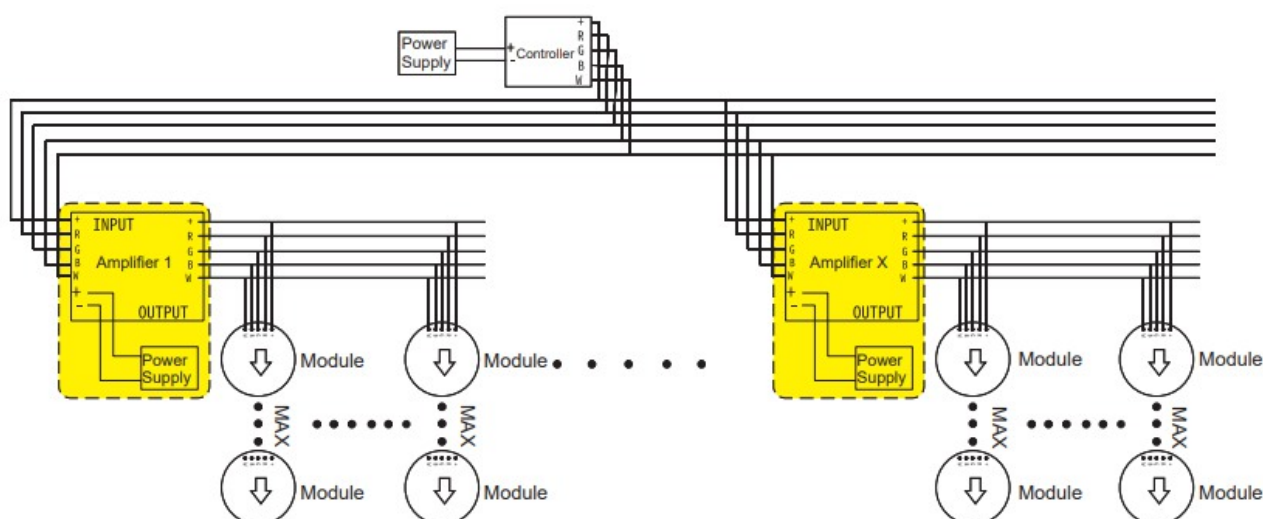 Power
Supply
+
-
Controller
+
R
G
B
W
+
R
G
B
W
INPUT
Amplifier 1
+
-
OUTPUT
+
R
G
B
W
Power
Supply
+
R
G
B
W
INPUT
Amplifier X
+
-
OUTPUT
+
R
G
B
W
Power
Supply
Module
Module
Module
Module
MAX
MAX
MAX
MAX
Module
Module
Module
Module